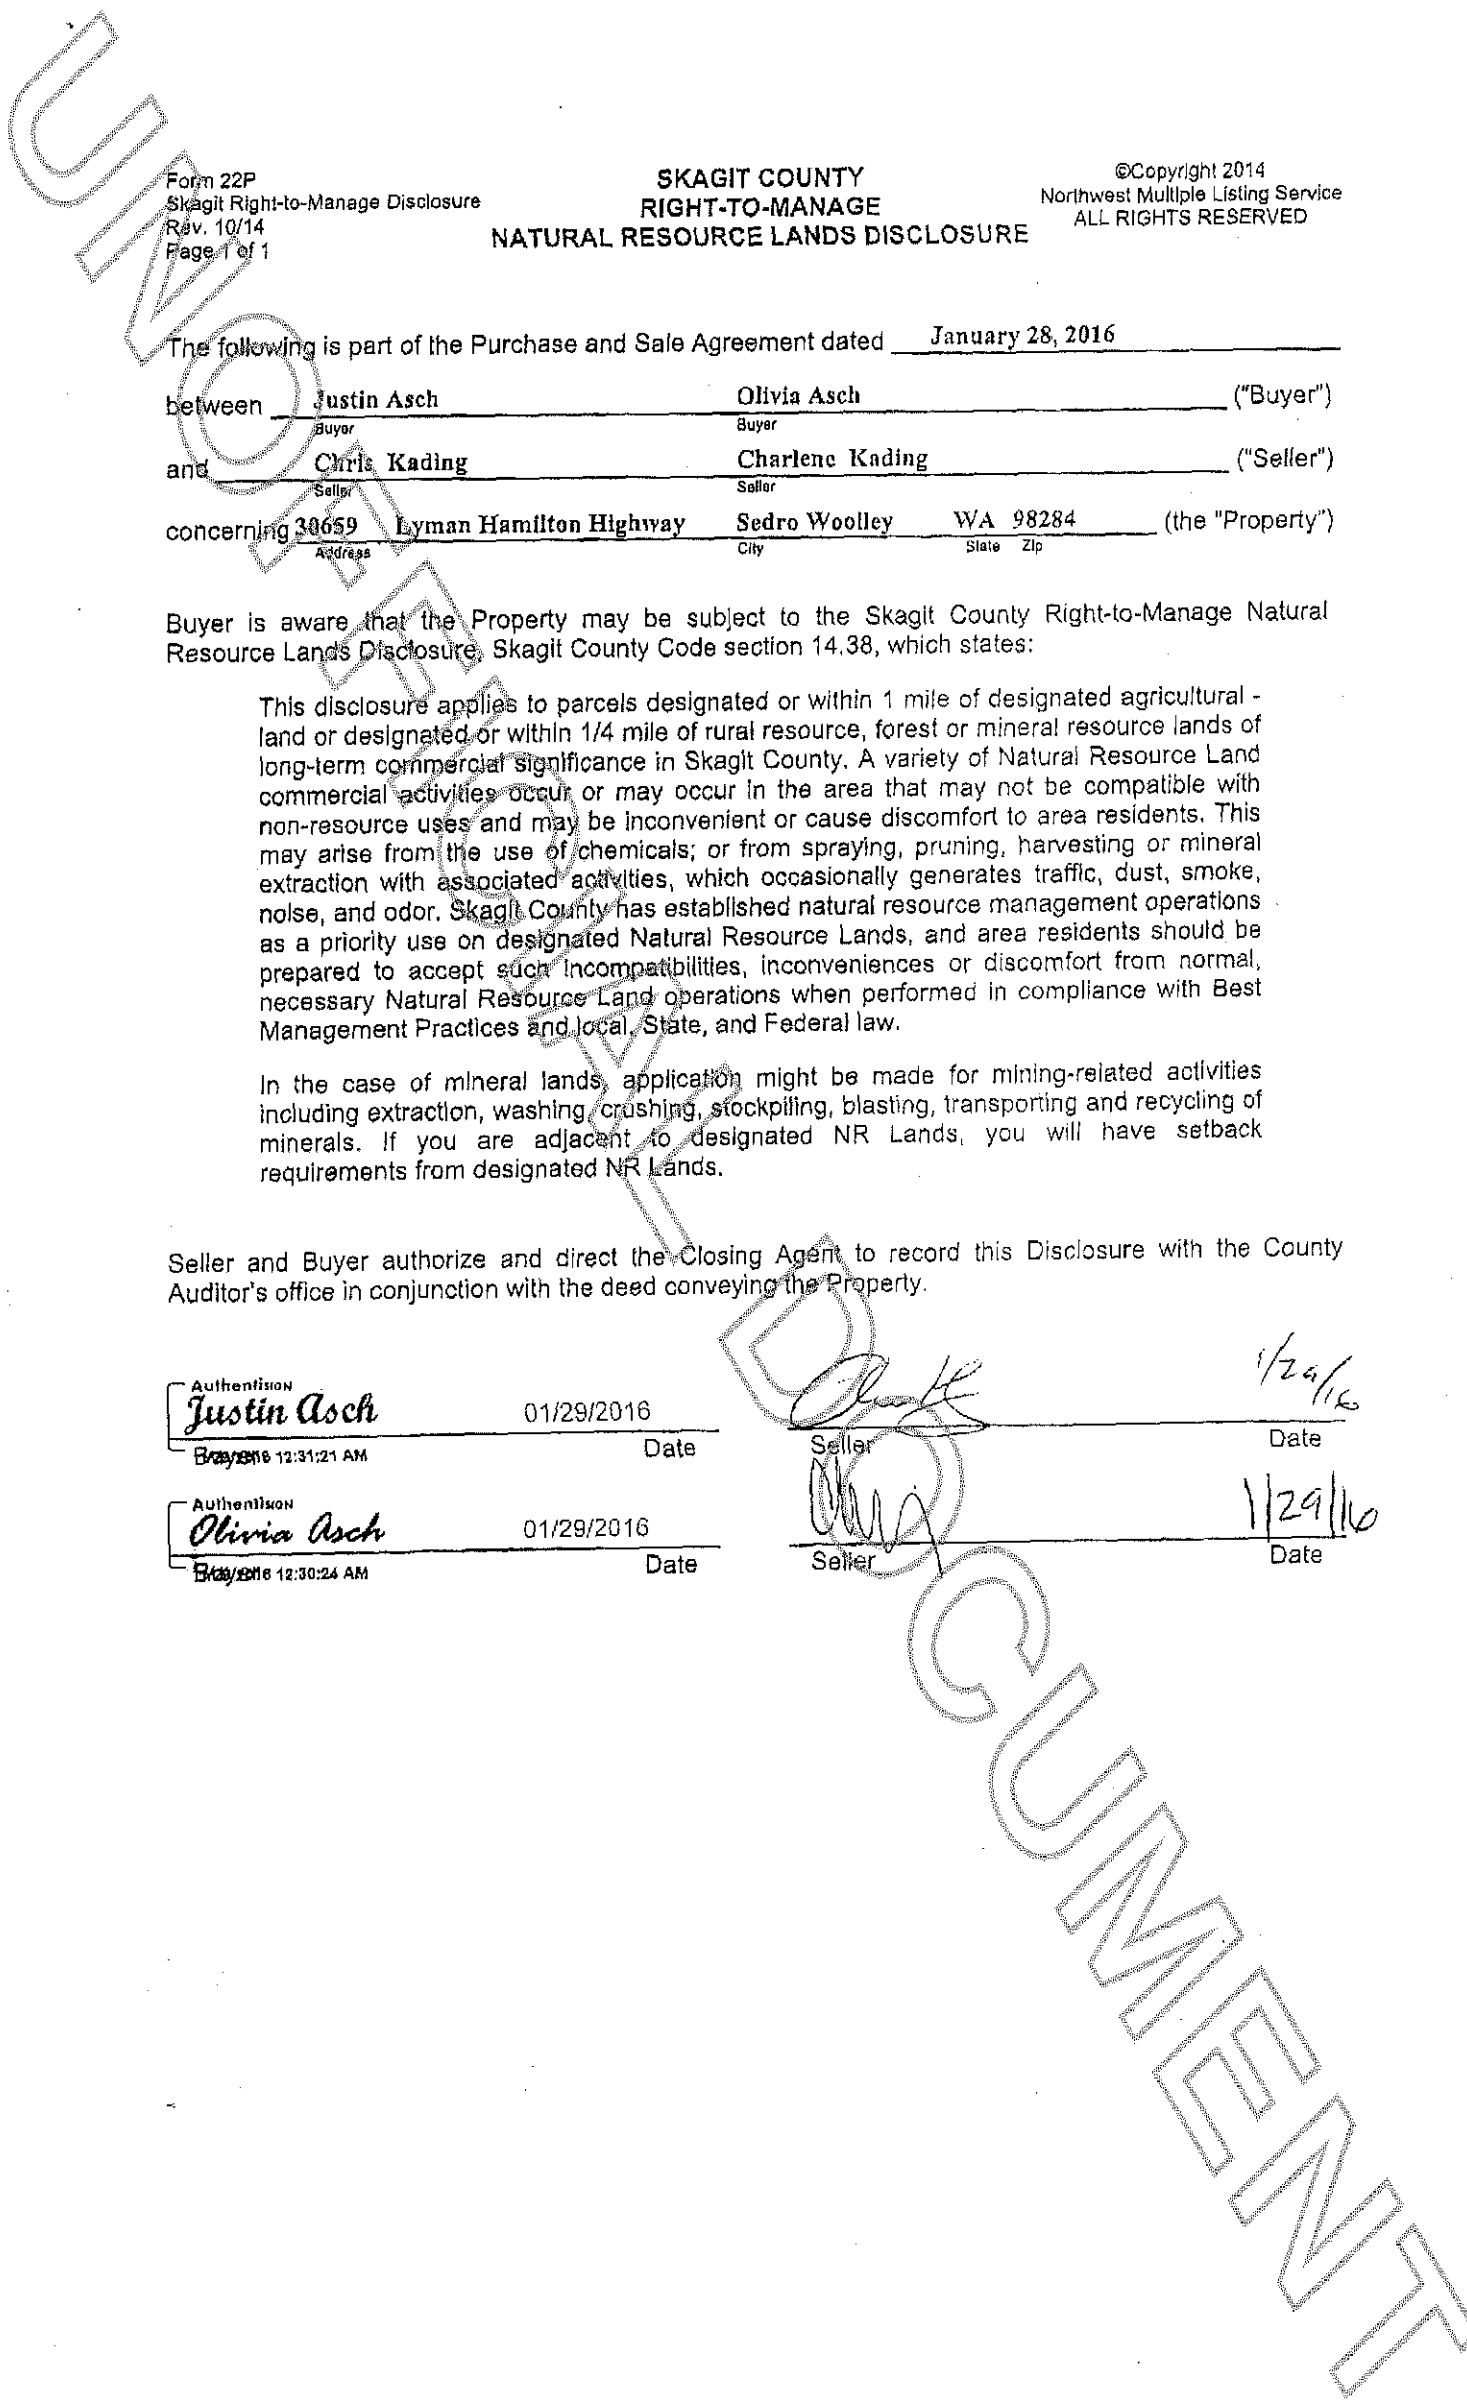 Form 22P
Skagit Right-to-Manage Disclosure
Rev. 10/14
Page 1 of 1
SKAGIT COUNTY
RIGHT-TO-MANAGE
NATURAL RESOURCE LANDS DISCLOSURE
©Copyright 2014
Northwest Multiple Listing Service
ALL RIGHTS RESERVED
The following is part of the Purchase and Sale Agreement dated January 28, 2016
between Justin Asch Olivia Asch ("Buyer")
Buyer Buyer
and Chris Kading Charlene Kading ("Seller")
Seller Seller
concerning 30659 Lyman Hamilton Highway Sedro Woolley WA 98284 (the "Property")
Address City State Zip
Buyer is aware that the Property may be subject to the Skagit County Right-to-Manage Natural
Resource Lands Disclosure, Skagit County Code section 14.38, which states:
This disclosure applies to parcels designated or within 1 mile of designated agricultural -
land or designated or within 1/4 mile of rural resource, forest or mineral resource lands of
long-term commercial significance in Skagit County. A variety of Natural Resource Land
commercial activities occur or may occur in the area that may not be compatible with
non-resource uses and may be inconvenient or cause discomfort to area residents. This
may arise from the use of chemicals; or from spraying, pruning, harvesting or mineral
extraction with associated activities, which occasionally generates traffic, dust, smoke,
noise, and odor. Skagit County has established natural resource management operations
as a priority use on designated Natural Resource Lands, and area residents should be
prepared to accept such incompatibilities, inconveniences or discomfort from normal,
necessary Natural Resource Land operations when performed in compliance with Best
Management Practices and local, State, and Federal law.
In the case of mineral lands, application might be made for mining-related activities
including extraction, washing, crushing, stockpiling, blasting, transporting and recycling of
minerals. If you are adjacent to designated NR Lands, you will have setback
requirements from designated NR Lands.
Seller and Buyer authorize and direct the Closing Agent to record this Disclosure with the County
Auditor's office in conjunction with the deed conveying the Property.
Authentisign
Justin Asch 01/29/2016 1/29/16
12:31:21 AM Date Seller Date
Authentisign
Olivia Asch 01/29/2016 1/29/16
12:30:24 AM Date Seller Date
UNOFFICIAL DOCUMENT